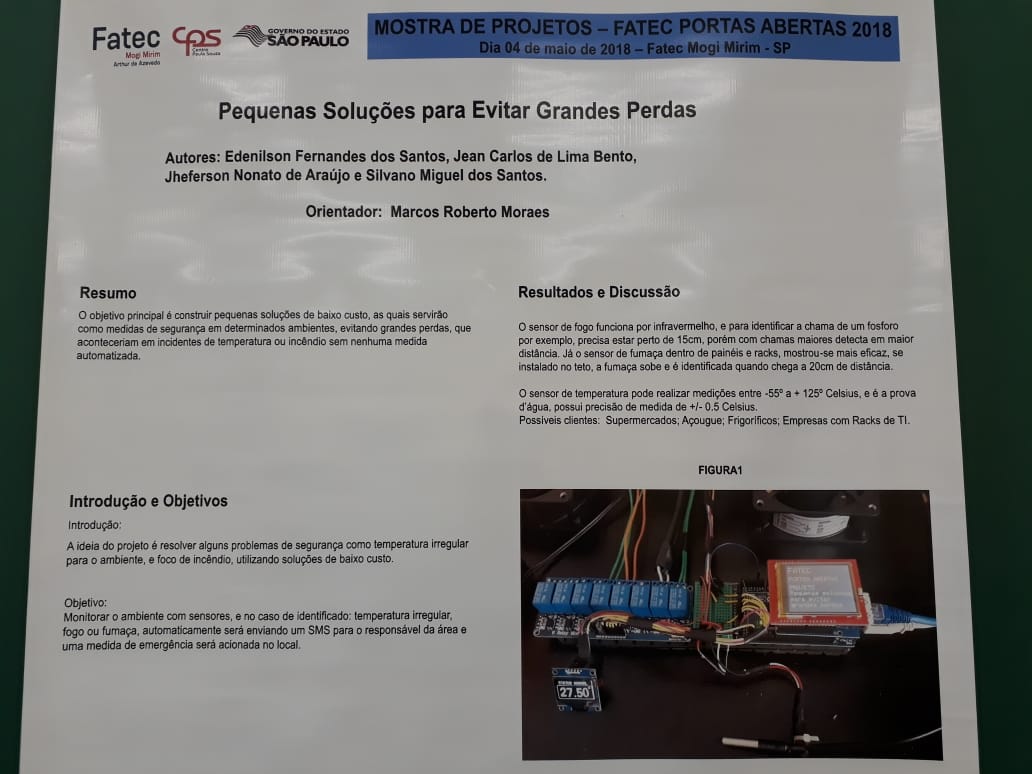 Fatec
Mogi Mirim
Arthur de Azevedo
CPS
Centro
Paula Souza
GOVERNO DO ESTADO
SÃO PAULO
MOSTRA DE PROJETOS – FATEC PORTAS ABERTAS 2018
Dia 04 de maio de 2018 – Fatec Mogi Mirim - SP
Pequenas Soluções para Evitar Grandes Perdas
Autores: Edenilson Fernandes dos Santos, Jean Carlos de Lima Bento,
Jheferson Nonato de Araújo e Silvano Miguel dos Santos.
Orientador: Marcos Roberto Moraes
Resumo
O objetivo principal é construir pequenas soluções de baixo custo, as quais servirão
como medidas de segurança em determinados ambientes, evitando grandes perdas, que
aconteceriam em incidentes de temperatura ou incêndio sem nenhuma medida
automatizada.
Introdução e Objetivos
Introdução:
A ideia do projeto é resolver alguns problemas de segurança como temperatura irregular
para o ambiente, e foco de incêndio, utilizando soluções de baixo custo.
Objetivo:
Monitorar o ambiente com sensores, e no caso de identificado: temperatura irregular,
fogo ou fumaça, automaticamente será enviando um SMS para o responsável da área e
uma medida de emergência será acionada no local.
Resultados e Discussão
O sensor de fogo funciona por infravermelho, e para identificar a chama de um fosforo
por exemplo, precisa estar perto de 15cm, porém com chamas maiores detecta em maior
distância. Já o sensor de fumaça dentro de painéis e racks, mostrou-se mais eficaz, se
instalado no teto, a fumaça sobe e é identificada quando chega a 20cm de distância.
O sensor de temperatura pode realizar medições entre -55º a + 125º Celsius, e é a prova
d'água, possui precisão de medida de +/- 0.5 Celsius.
Possíveis clientes: Supermercados; Açougue; Frigoríficos; Empresas com Racks de TI.
FIGURA1
FATEC
PORTAS ABERTAS
27.50